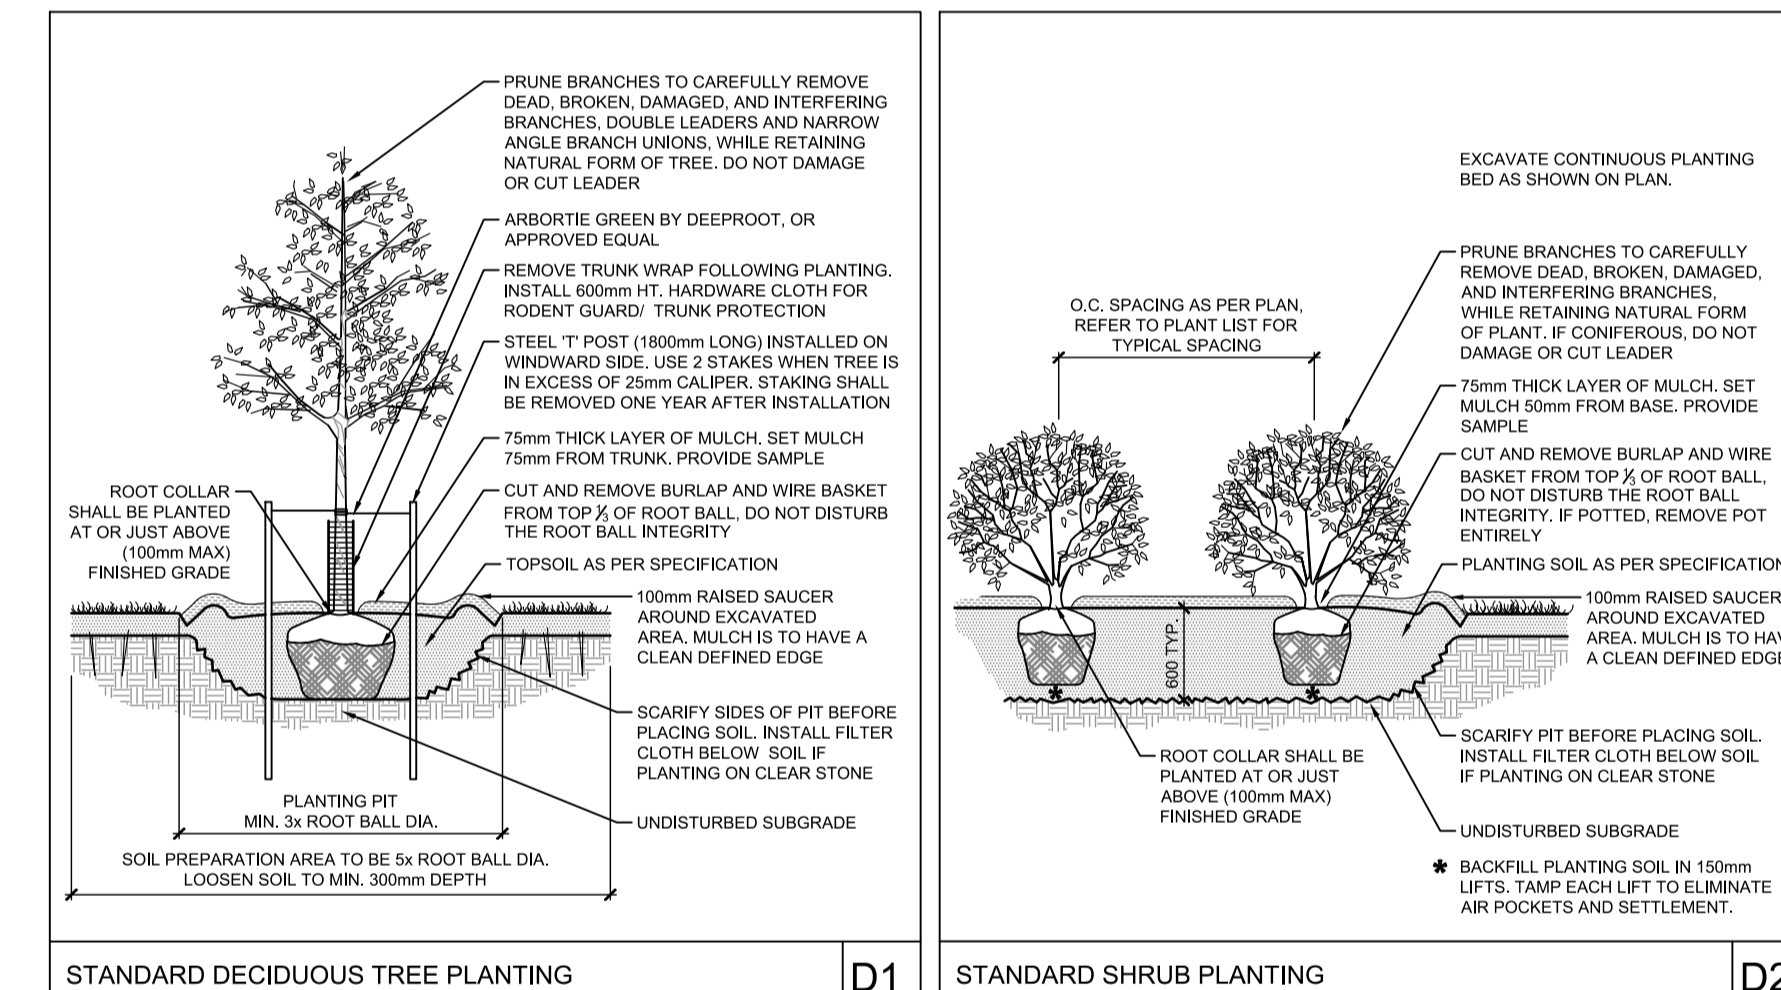 PRUNE BRANCHES TO CAREFULLY REMOVE
DEAD, BROKEN, DAMAGED, AND INTERFERING
BRANCHES, DOUBLE LEADERS AND NARROW
ANGLE BRANCH UNIONS, WHILE RETAINING
NATURAL FORM OF TREE. DO NOT DAMAGE
OR CUT LEADER
ARBORTIE GREEN BY DEEPROOT, OR
APPROVED EQUAL
REMOVE TRUNK WRAP FOLLOWING PLANTING.
INSTALL 600mm HT. HARDWARE CLOTH FOR
RODENT GUARD/ TRUNK PROTECTION
STEEL 'T' POST (1800mm LONG) INSTALLED ON
WINDWARD SIDE. USE 2 STAKES WHEN TREE IS
IN EXCESS OF 25mm CALIPER. STAKING SHALL
BE REMOVED ONE YEAR AFTER INSTALLATION
75mm THICK LAYER OF MULCH. SET MULCH
75mm FROM TRUNK. PROVIDE SAMPLE
CUT AND REMOVE BURLAP AND WIRE BASKET
FROM TOP ⅓ OF ROOT BALL, DO NOT DISTURB
THE ROOT BALL INTEGRITY
TOPSOIL AS PER SPECIFICATION
100mm RAISED SAUCER
AROUND EXCAVATED
AREA. MULCH IS TO HAVE A
CLEAN DEFINED EDGE
SCARIFY SIDES OF PIT BEFORE
PLACING SOIL. INSTALL FILTER
CLOTH BELOW SOIL IF
PLANTING ON CLEAR STONE
UNDISTURBED SUBGRADE
ROOT COLLAR
SHALL BE PLANTED
AT OR JUST ABOVE
(100mm MAX)
FINISHED GRADE
PLANTING PIT
MIN. 3x ROOT BALL DIA.
SOIL PREPARATION AREA TO BE 5x ROOT BALL DIA.
LOOSEN SOIL TO MIN. 300mm DEPTH
STANDARD DECIDUOUS TREE PLANTING
D1
EXCAVATE CONTINUOUS PLANTING
BED AS SHOWN ON PLAN.
PRUNE BRANCHES TO CAREFULLY
REMOVE DEAD, BROKEN, DAMAGED,
AND INTERFERING BRANCHES,
WHILE RETAINING NATURAL FORM
OF PLANT. IF CONIFEROUS, DO NOT
DAMAGE OR CUT LEADER
O.C. SPACING AS PER PLAN,
REFER TO PLANT LIST FOR
TYPICAL SPACING
75mm THICK LAYER OF MULCH. SET
MULCH 50mm FROM BASE. PROVIDE
SAMPLE
CUT AND REMOVE BURLAP AND WIRE
BASKET FROM TOP ⅓ OF ROOT BALL,
DO NOT DISTURB THE ROOT BALL
INTEGRITY. IF POTTED, REMOVE POT
ENTIRELY
PLANTING SOIL AS PER SPECIFICATION
100mm RAISED SAUCER
AROUND EXCAVATED
AREA. MULCH IS TO HAV
A CLEAN DEFINED EDGE
600 TYP.
SCARIFY PIT BEFORE PLACING SOIL.
INSTALL FILTER CLOTH BELOW SOIL
IF PLANTING ON CLEAR STONE
ROOT COLLAR SHALL BE
PLANTED AT OR JUST
ABOVE (100mm MAX)
FINISHED GRADE
UNDISTURBED SUBGRADE
* BACKFILL PLANTING SOIL IN 150mm
LIFTS. TAMP EACH LIFT TO ELIMINATE
AIR POCKETS AND SETTLEMENT.
STANDARD SHRUB PLANTING
D2